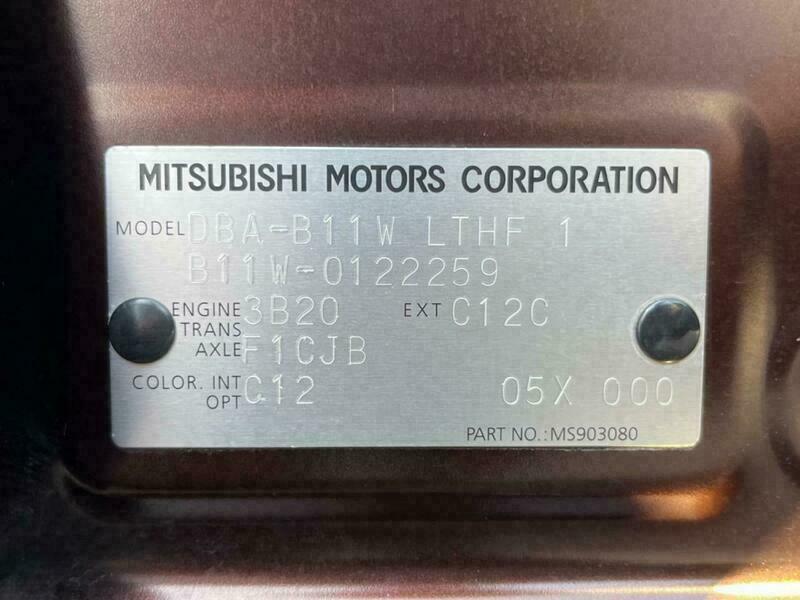 MITSUBISHI MOTORS CORPORATION
MODEL DBA-B11W LTHF 1
B11W-0122259
ENGINE 3B20 EXT C12C
TRANS
AXLE F1CJB
COLOR. INT C12 05X 000
OPT
PART NO.:MS903080